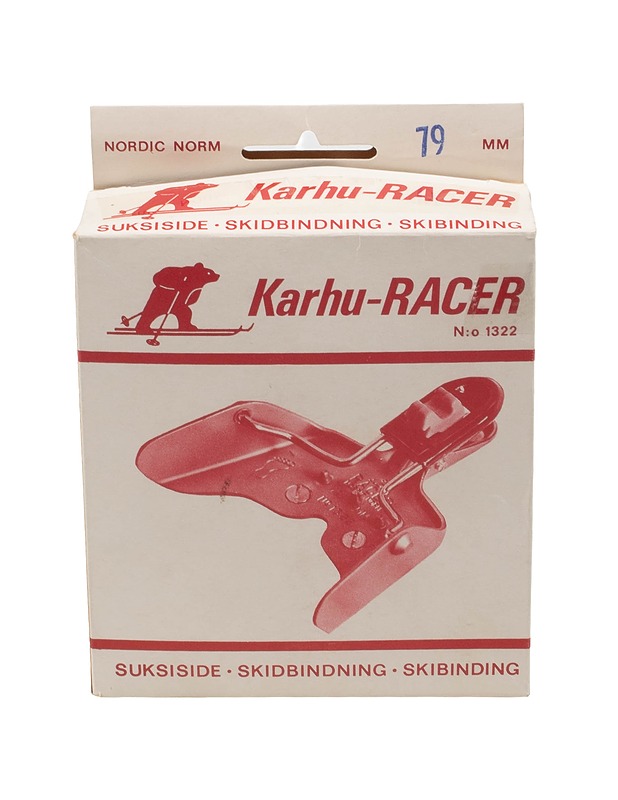 NORDIC NORM 79 MM
Karhu-RACER
SUKSISIDE · SKIDBINDNING · SKIBINDING
Karhu-RACER
N:o 1322
SUKSISIDE · SKIDBINDNING · SKIBINDING